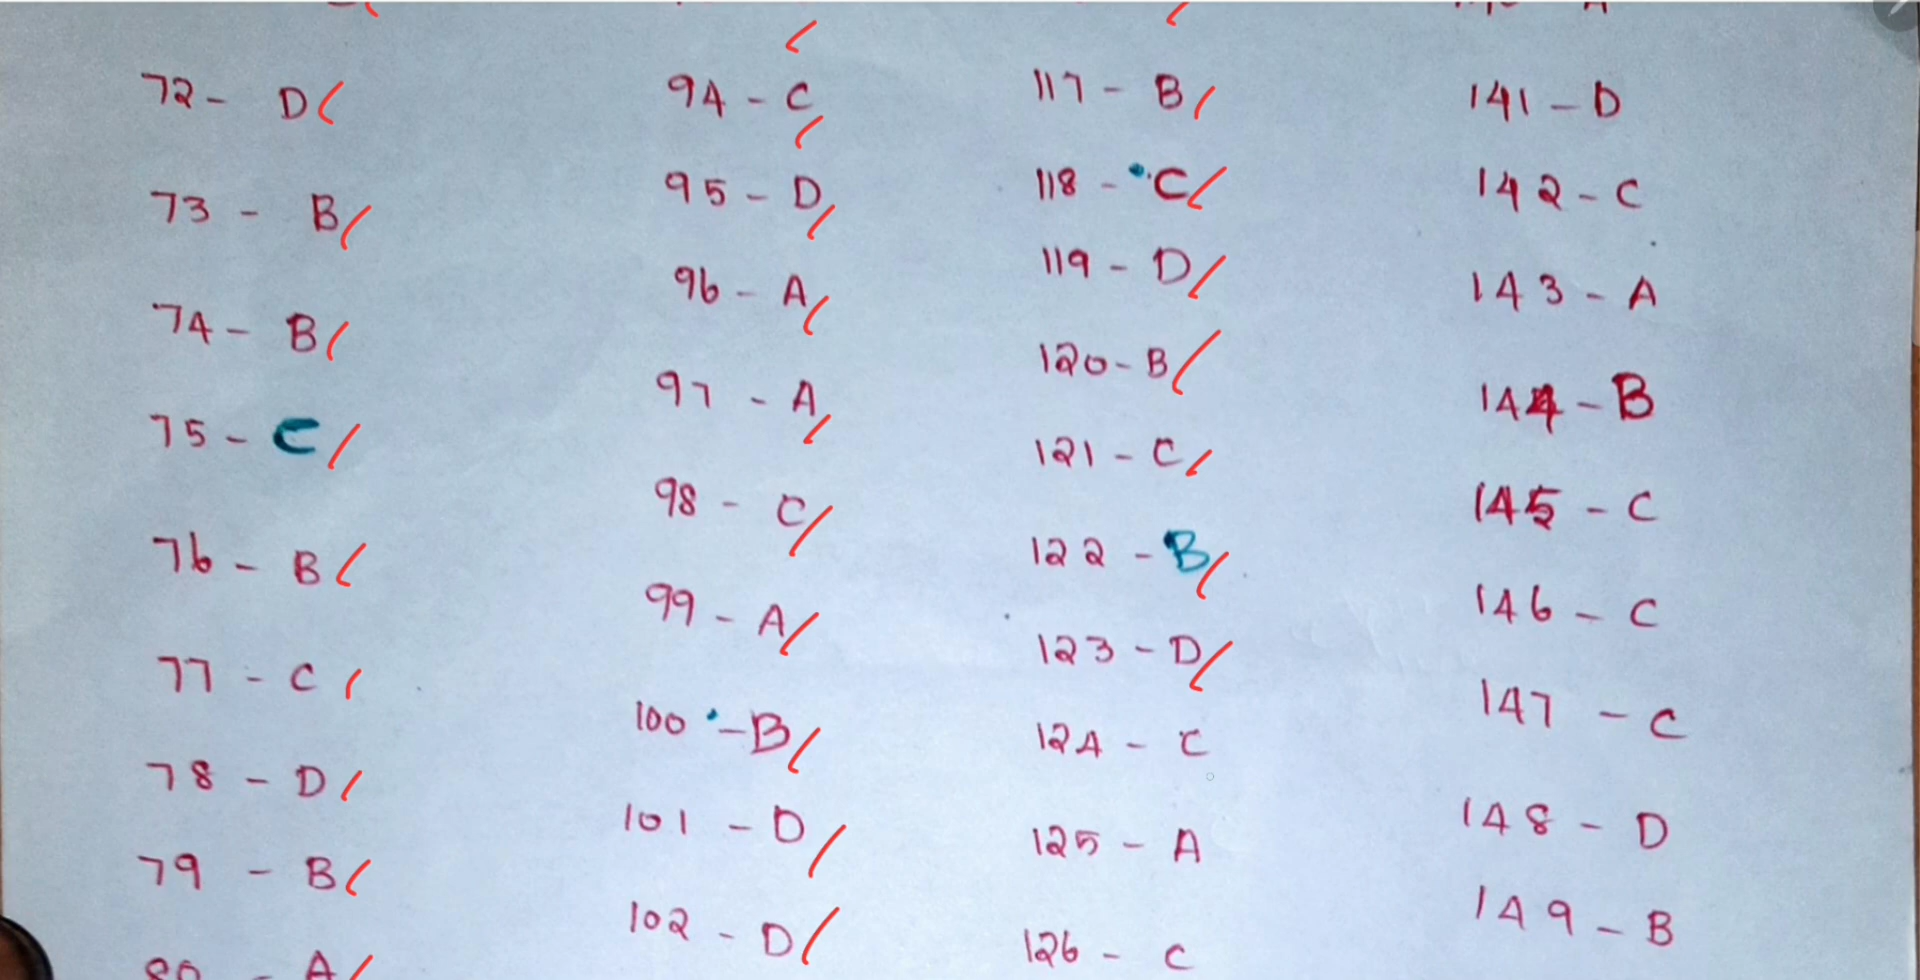 72 - D
73 - B
74 - B
75 - C
76 - B
77 - C
78 - D
79 - B
80 - A
94 - C
95 - D
96 - A
97 - A
98 - C
99 - A
100 - B
101 - D
102 - D
117 - B
118 - C
119 - D
120 - B
121 - C
122 - B
123 - D
124 - C
125 - A
126 - C
141 - D
142 - C
143 - A
144 - B
145 - C
146 - C
147 - C
148 - D
149 - B